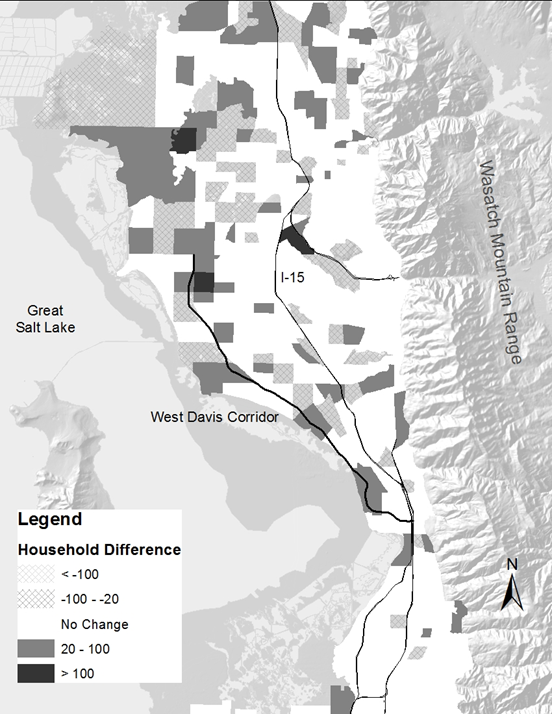 Wasatch Mountain Range
I-15
Great
Salt Lake
West Davis Corridor
Legend
Household Difference
< -100
-100 - -20
No Change
20 - 100
> 100
N